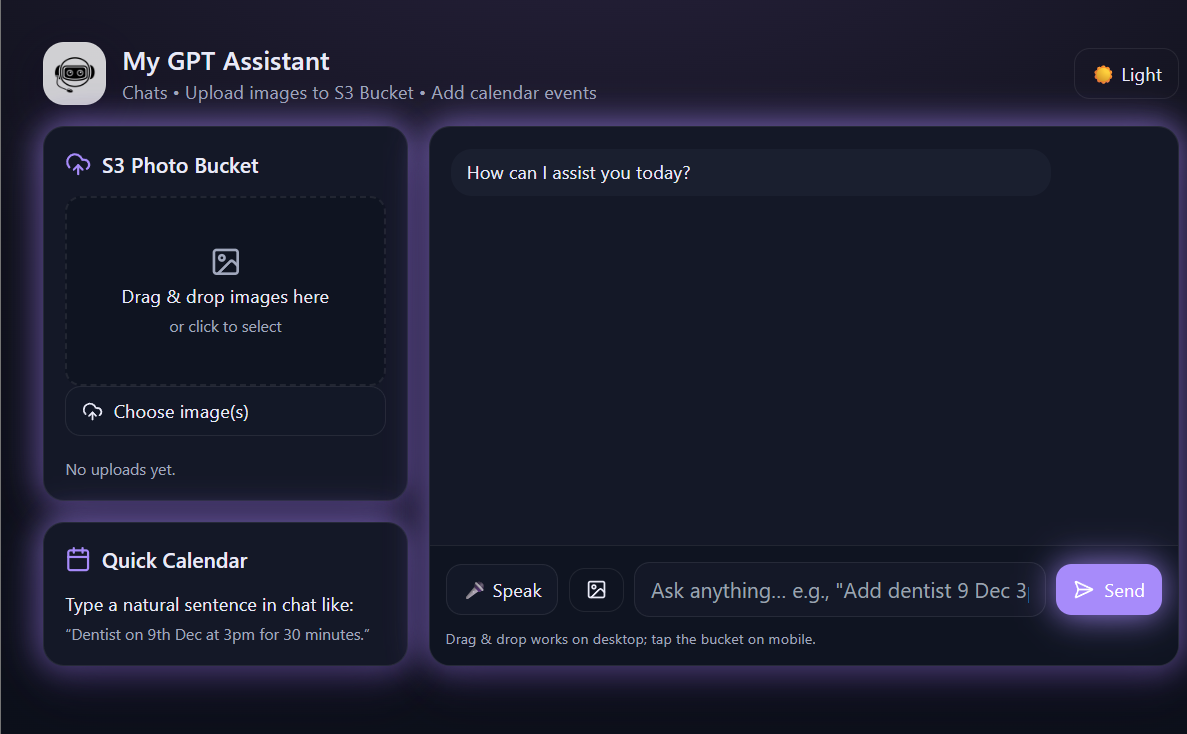 My GPT Assistant
Chats • Upload images to S3 Bucket • Add calendar events
Light
S3 Photo Bucket
Drag & drop images here
or click to select
Choose image(s)
No uploads yet.
Quick Calendar
Type a natural sentence in chat like:
“Dentist on 9th Dec at 3pm for 30 minutes.”
How can I assist you today?
Speak
Ask anything... e.g., "Add dentist 9 Dec 3
Send
Drag & drop works on desktop; tap the bucket on mobile.